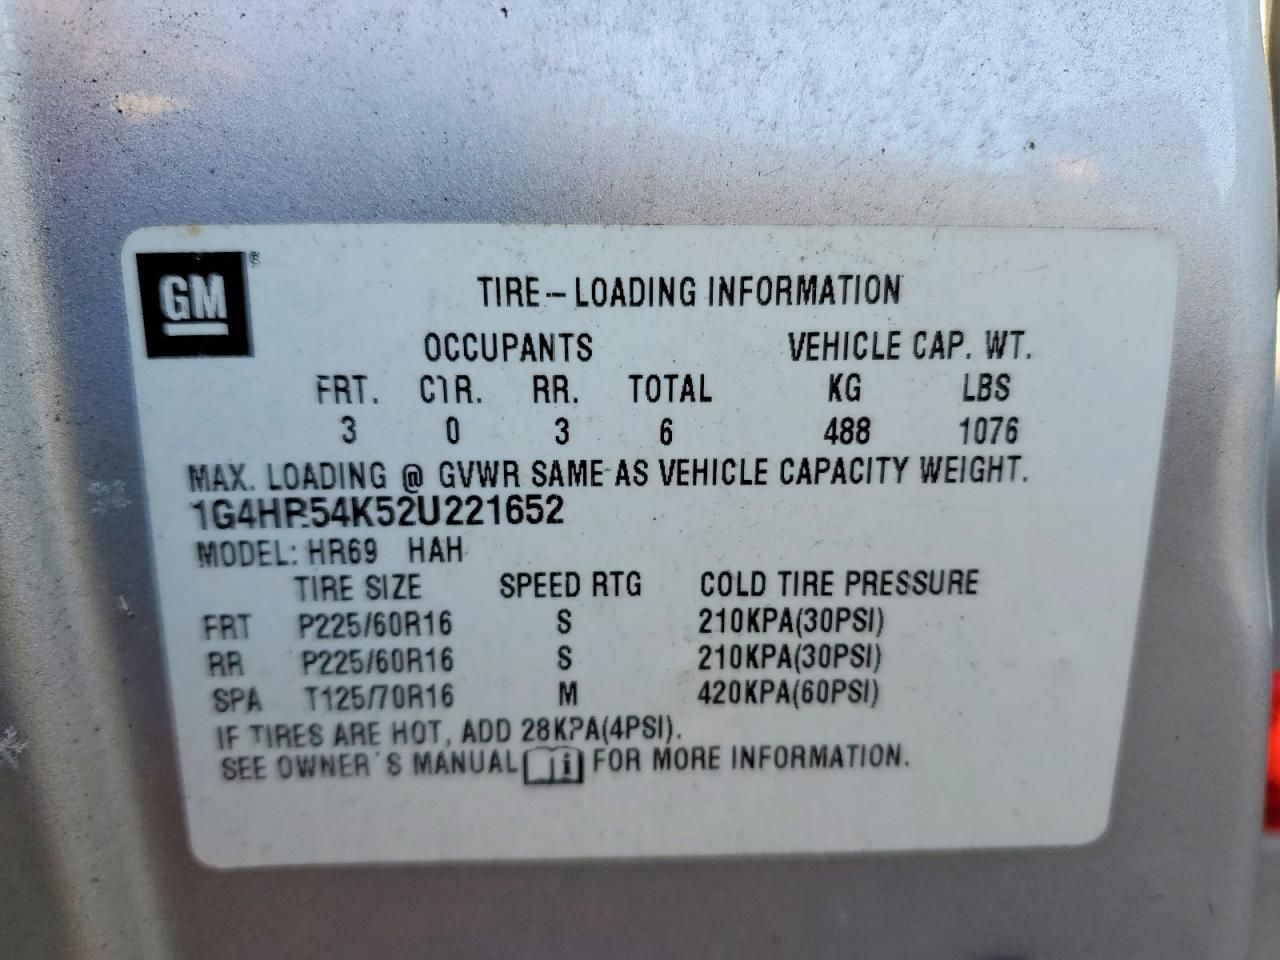 GM®
TIRE-LOADING INFORMATION
OCCUPANTS VEHICLE CAP. WT.
FRT. CTR. RR. TOTAL KG LBS
3 0 3 6 488 1076
MAX. LOADING @ GVWR SAME AS VEHICLE CAPACITY WEIGHT.
1G4HR54K52U221652
MODEL: HR69 HAH
TIRE SIZE SPEED RTG COLD TIRE PRESSURE
FRT P225/60R16 S 210KPA(30PSI)
RR P225/60R16 S 210KPA(30PSI)
SPA T125/70R16 M 420KPA(60PSI)
IF TIRES ARE HOT, ADD 28KPA(4PSI).
SEE OWNER'S MANUAL i FOR MORE INFORMATION.